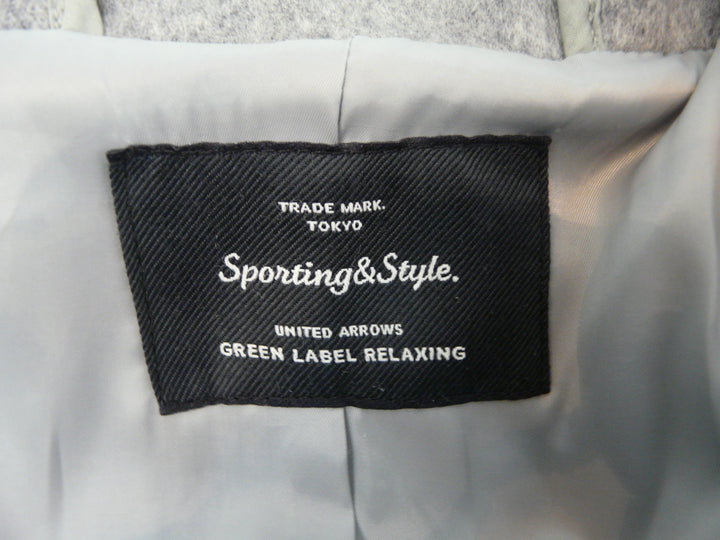 TRADE MARK.
TOKYO
Sporting&Style.
UNITED ARROWS
GREEN LABEL RELAXING